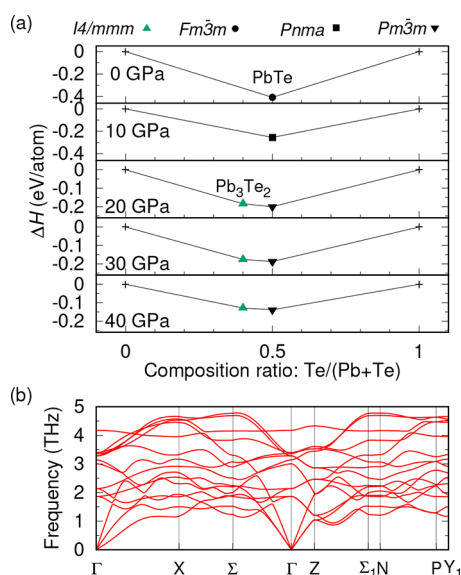 (a) I4/mmm Fm3̄m Pnma Pm3̄m
0
-0.2
-0.4
0 GPa
PbTe
0
-0.2
-0.4
10 GPa
0
-0.1
-0.2
20 GPa
Pb₃Te₂
0
-0.1
-0.2
30 GPa
0
-0.1
-0.2
40 GPa
ΔH (eV/atom)
0 0.5 1
Composition ratio: Te/(Pb+Te)
(b)
5
4
3
2
1
0
Frequency (THz)
Γ X Σ Γ Z Σ₁N P Y₁